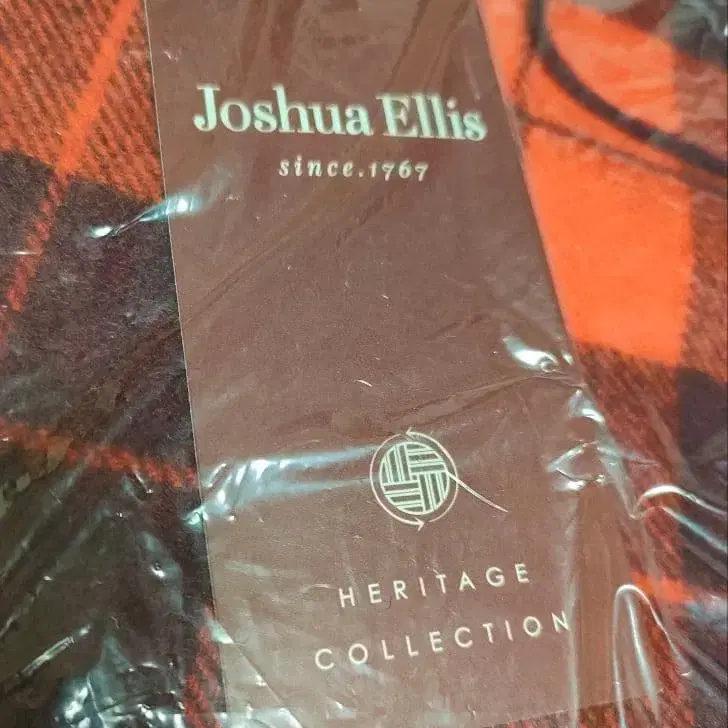 Joshua Ellis
since.1767
HERITAGE
COLLECTION